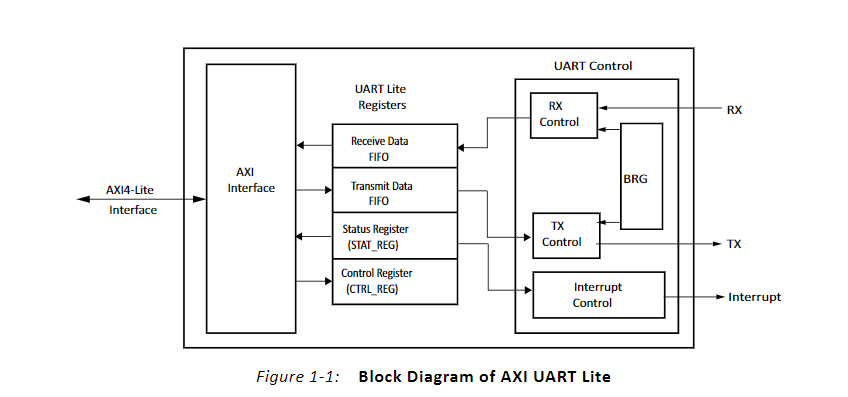 UART Control
UART Lite
Registers
RX
Control
RX
Receive Data
FIFO
AXI
Interface
BRG
AXI4-Lite
Interface
Transmit Data
FIFO
Status Register
(STAT_REG)
TX
Control
TX
Control Register
(CTRL_REG)
Interrupt
Control
Interrupt
Figure 1-1: Block Diagram of AXI UART Lite